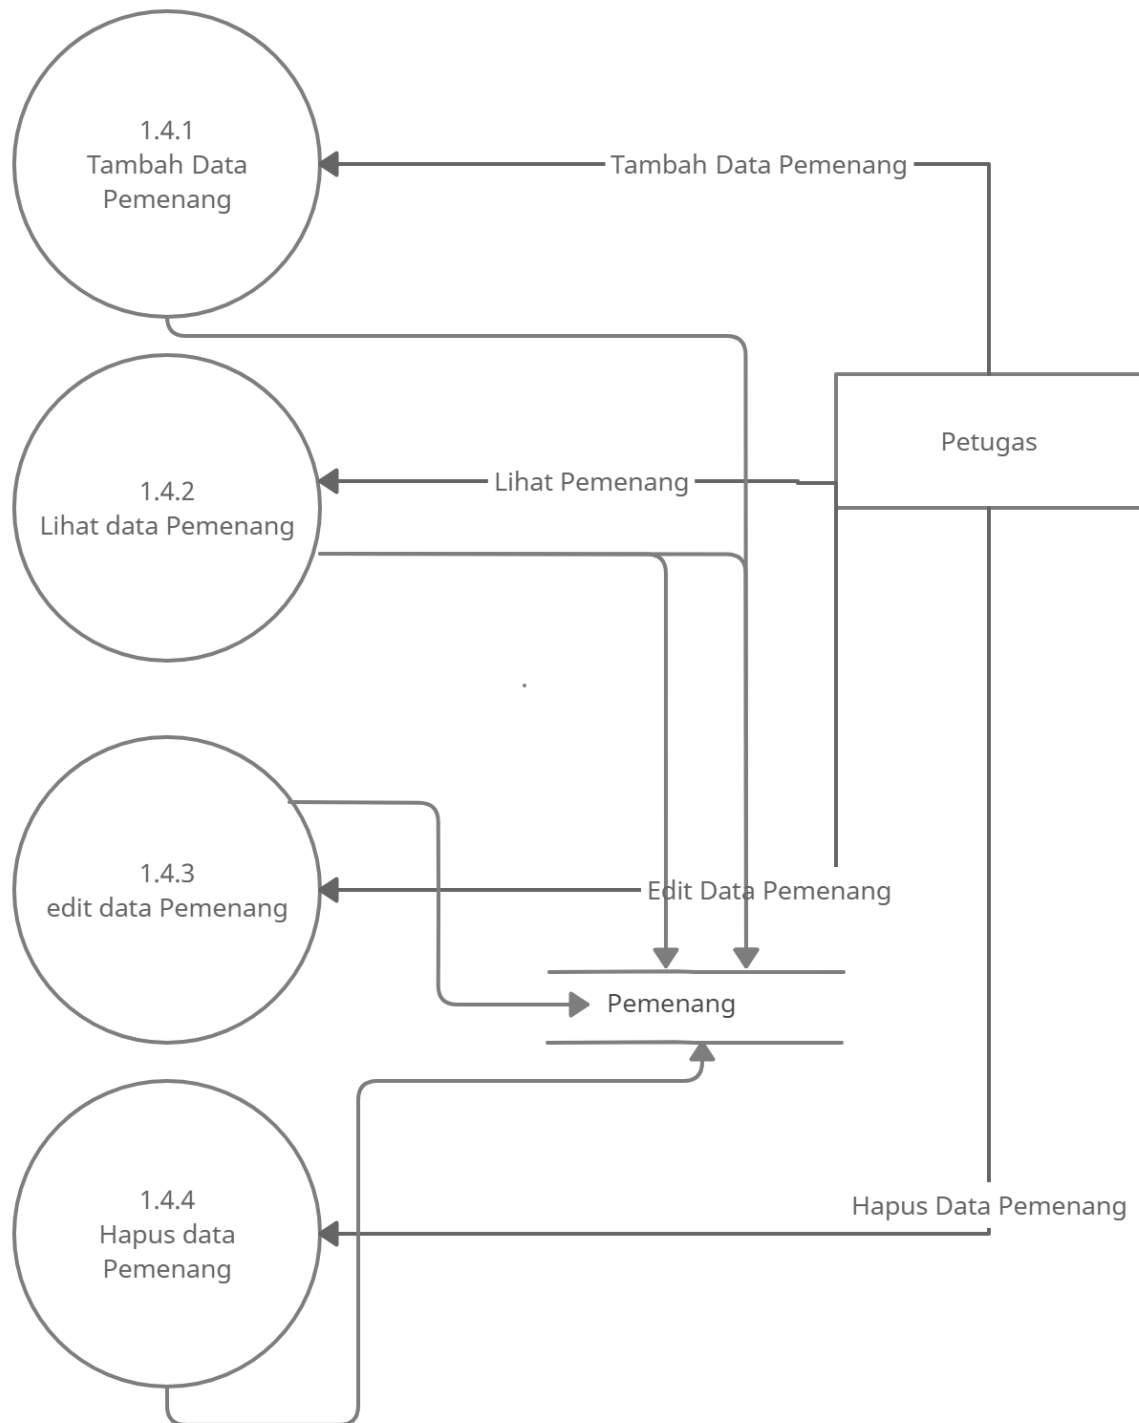 1.4.1
Tambah Data
Pemenang
Tambah Data Pemenang
Petugas
1.4.2
Lihat data Pemenang
Lihat Pemenang
1.4.3
edit data Pemenang
Edit Data Pemenang
Pemenang
1.4.4
Hapus data
Pemenang
Hapus Data Pemenang